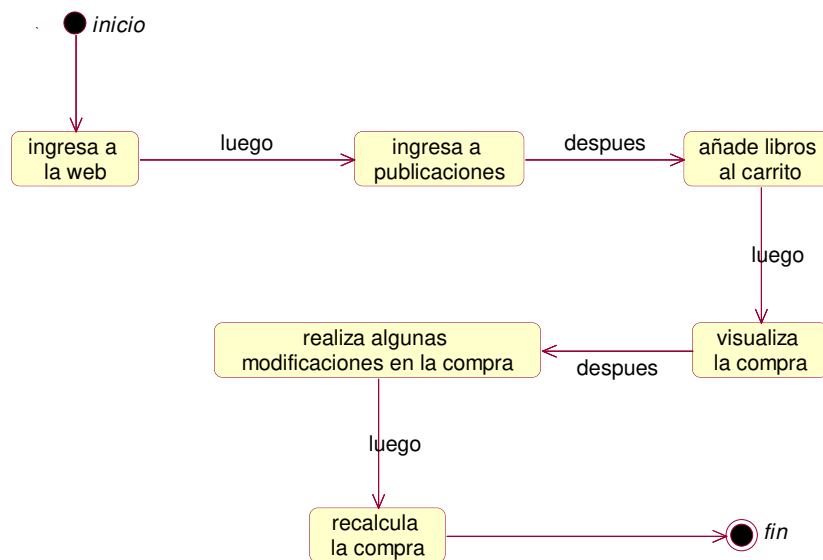 inicio
ingresa a
la web
luego
ingresa a
publicaciones
despues
añade libros
al carrito
luego
visualiza
la compra
despues
realiza algunas
modificaciones en la compra
luego
recalcula
la compra
fin